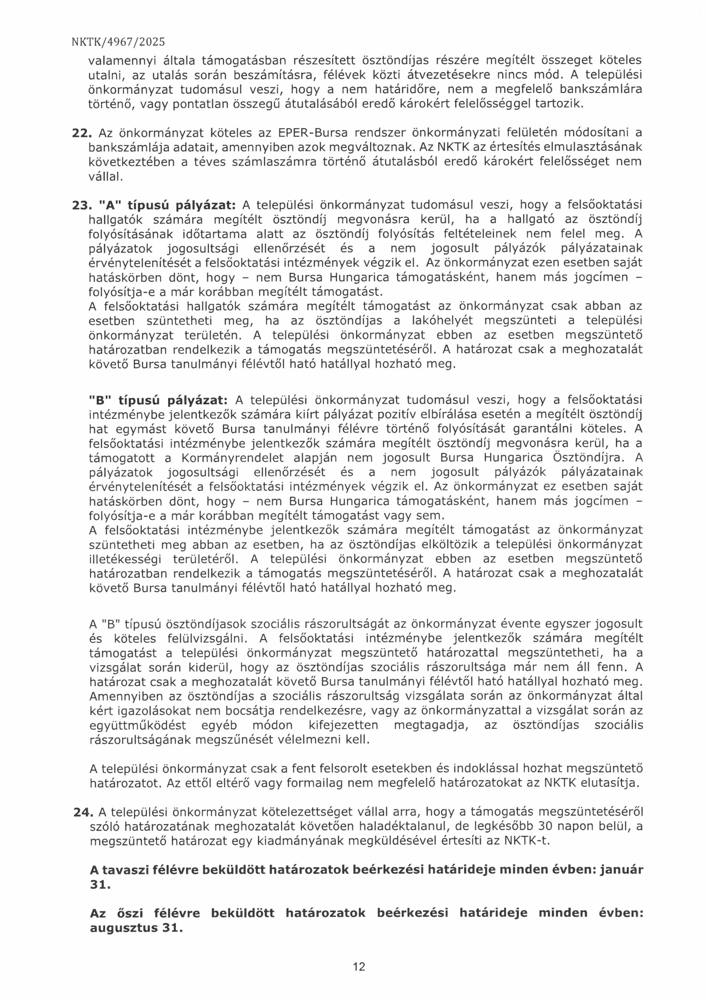 NKTK/4967/2025
valamennyi általa támogatásban részesített ösztöndíjas részére megítélt összeget köteles
utalni, az utalás során beszámításra, félévek közti átvezetésekre nincs mód. A települési
önkormányzat tudomásul veszi, hogy a nem határidőre, nem a megfelelő bankszámlára
történő, vagy pontatlan összegű átutalásából eredő károkért felelősséggel tartozik.
22. Az önkormányzat köteles az EPER-Bursa rendszer önkormányzati felületén módosítani a
bankszámlája adatait, amennyiben azok megváltoznak. Az NKTK az értesítés elmulasztásának
következtében a téves számlaszámra történő átutalásból eredő károkért felelősséget nem
vállal.
23. "A" típusú pályázat: A települési önkormányzat tudomásul veszi, hogy a felsőoktatási
hallgatók számára megítélt ösztöndíj megvonásra kerül, ha a hallgató az ösztöndíj
folyósításának időtartama alatt az ösztöndíj folyósítás feltételeinek nem felel meg. A
pályázatok jogosultsági ellenőrzését és a nem jogosult pályázók pályázatainak
érvénytelenítését a felsőoktatási intézmények végzik el. Az önkormányzat ezen esetben saját
hatáskörben dönt, hogy – nem Bursa Hungarica támogatásként, hanem más jogcímen –
folyósítja-e a már korábban megítélt támogatást.
A felsőoktatási hallgatók számára megítélt támogatást az önkormányzat csak abban az
esetben szüntetheti meg, ha az ösztöndíjas a lakóhelyét megszünteti a települési
önkormányzat területén. A települési önkormányzat ebben az esetben megszüntető
határozatban rendelkezik a támogatás megszüntetéséről. A határozat csak a meghozatalát
követő Bursa tanulmányi félévtől ható hatállyal hozható meg.
"B" típusú pályázat: A települési önkormányzat tudomásul veszi, hogy a felsőoktatási
intézménybe jelentkezők számára kiírt pályázat pozitív elbírálása esetén a megítélt ösztöndíj
hat egymást követő Bursa tanulmányi félévre történő folyósítását garantálni köteles. A
felsőoktatási intézménybe jelentkezők számára megítélt ösztöndíj megvonásra kerül, ha a
támogatott a Kormányrendelet alapján nem jogosult Bursa Hungarica Ösztöndíjra. A
pályázatok jogosultsági ellenőrzését és a nem jogosult pályázók pályázatainak
érvénytelenítését a felsőoktatási intézmények végzik el. Az önkormányzat ez esetben saját
hatáskörben dönt, hogy – nem Bursa Hungarica támogatásként, hanem más jogcímen –
folyósítja-e a már korábban megítélt támogatást vagy sem.
A felsőoktatási intézménybe jelentkezők számára megítélt támogatást az önkormányzat
szüntetheti meg abban az esetben, ha az ösztöndíjas elköltözik a települési önkormányzat
illetékességi területéről. A települési önkormányzat ebben az esetben megszüntető
határozatban rendelkezik a támogatás megszüntetéséről. A határozat csak a meghozatalát
követő Bursa tanulmányi félévtől ható hatállyal hozható meg.
A "B" típusú ösztöndíjasok szociális rászorultságát az önkormányzat évente egyszer jogosult
és köteles felülvizsgálni. A felsőoktatási intézménybe jelentkezők számára megítélt
támogatást a települési önkormányzat megszüntető határozattal megszüntetheti, ha a
vizsgálat során kiderül, hogy az ösztöndíjas szociális rászorultsága már nem áll fenn. A
határozat csak a meghozatalát követő Bursa tanulmányi félévtől ható hatállyal hozható meg.
Amennyiben az ösztöndíjas a szociális rászorultság vizsgálata során az önkormányzat által
kért igazolásokat nem bocsátja rendelkezésre, vagy az önkormányzattal a vizsgálat során az
együttműködést egyéb módon kifejezetten megtagadja, az ösztöndíjas szociális
rászorultságának megszűnését vélelmezni kell.
A települési önkormányzat csak a fent felsorolt esetekben és indoklással hozhat megszüntető
határozatot. Az ettől eltérő vagy formailag nem megfelelő határozatokat az NKTK elutasítja.
24. A települési önkormányzat kötelezettséget vállal arra, hogy a támogatás megszüntetéséről
szóló határozatának meghozatalát követően haladéktalanul, de legkésőbb 30 napon belül, a
megszüntető határozat egy kiadmányának megküldésével értesíti az NKTK-t.
A tavaszi félévre beküldött határozatok beérkezési határideje minden évben: január
31.
Az őszi félévre beküldött határozatok beérkezési határideje minden évben:
augusztus 31.
12